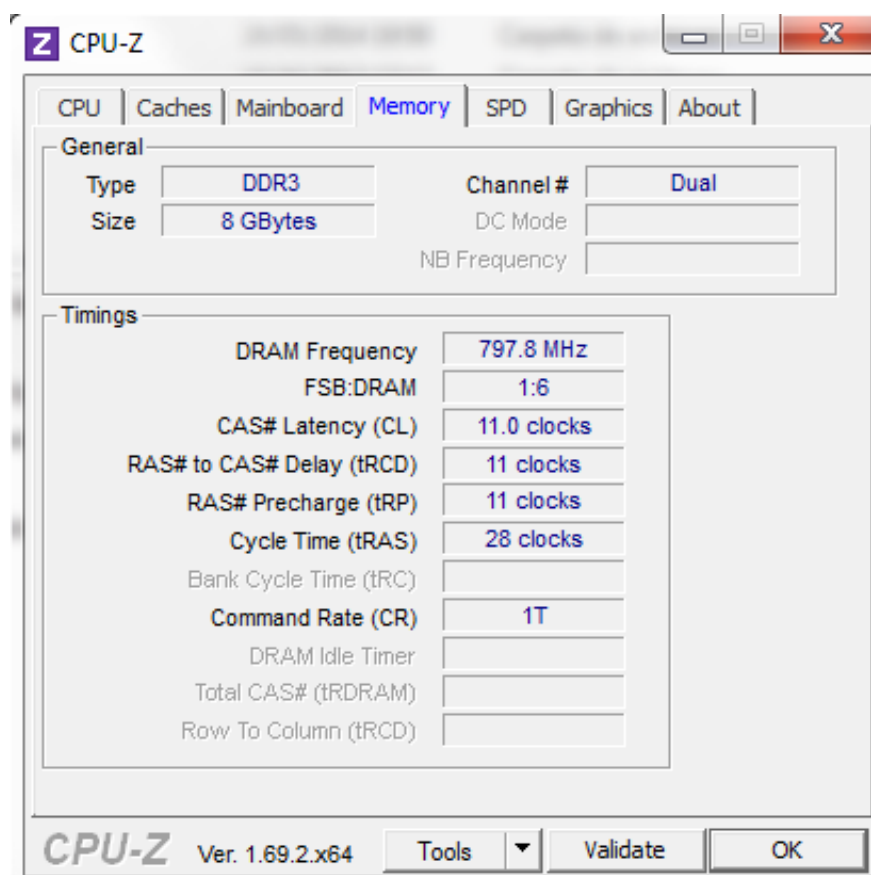 CPU-Z
CPU Caches Mainboard Memory SPD Graphics About
General
Type DDR3 Channel # Dual
Size 8 GBytes DC Mode
NB Frequency
Timings
DRAM Frequency 797.8 MHz
FSB:DRAM 1:6
CAS# Latency (CL) 11.0 clocks
RAS# to CAS# Delay (tRCD) 11 clocks
RAS# Precharge (tRP) 11 clocks
Cycle Time (tRAS) 28 clocks
Bank Cycle Time (tRC)
Command Rate (CR) 1T
DRAM Idle Timer
Total CAS# (tRDRAM)
Row To Column (tRCD)
CPU-Z Ver. 1.69.2.x64 Tools Validate OK